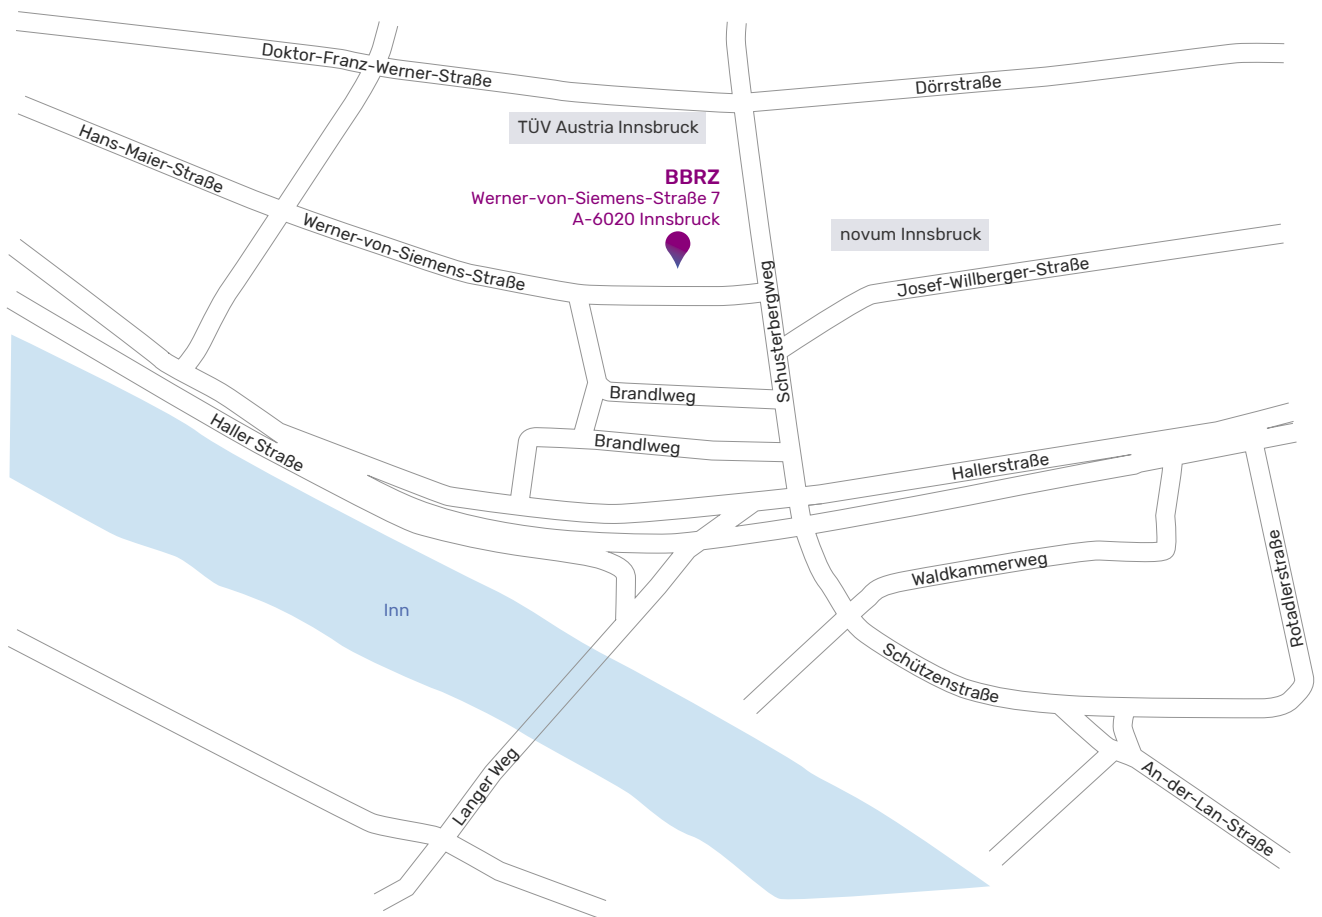 Doktor-Franz-Werner-Straße
Dörrstraße
TÜV Austria Innsbruck
Hans-Maier-Straße
BBRZ
Werner-von-Siemens-Straße 7
A-6020 Innsbruck
Werner-von-Siemens-Straße
novum Innsbruck
Schusterbergweg
Josef-Willberger-Straße
Brandlweg
Brandlweg
Haller Straße
Hallerstraße
Waldkammerweg
Rotadlerstraße
Inn
Schützenstraße
Langer Weg
An-der-Lan-Straße